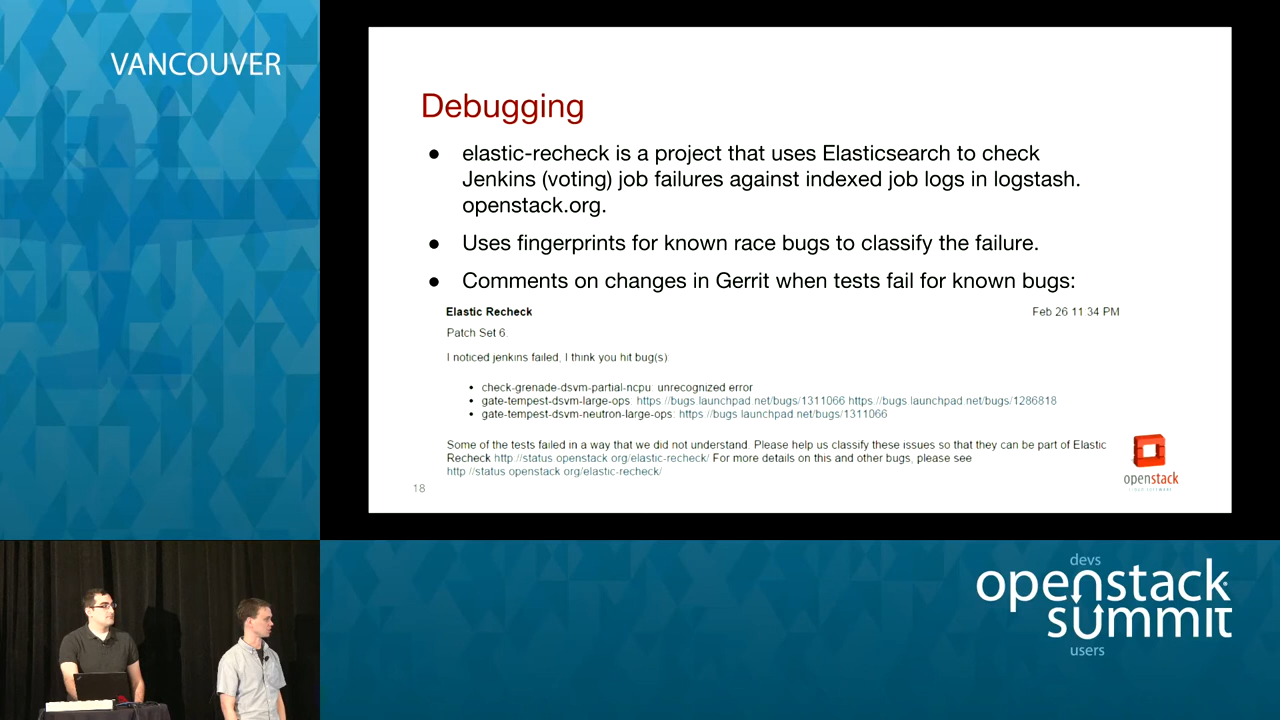 VANCOUVER
Debugging
● elastic-recheck is a project that uses Elasticsearch to check
Jenkins (voting) job failures against indexed job logs in logstash.
openstack.org.
● Uses fingerprints for known race bugs to classify the failure.
● Comments on changes in Gerrit when tests fail for known bugs:
Elastic Recheck Feb 26 11 34 PM
Patch Set 6.
I noticed jenkins failed, I think you hit bug(s):
• check-grenade-dsvm-partial-ncpu: unrecognized error
• gate-tempest-dsvm-large-ops: https://bugs.launchpad.net/bugs/1311066 https://bugs.launchpad.net/bugs/1286818
• gate-tempest-dsvm-neutron-large-ops: https://bugs.launchpad.net/bugs/1311066
Some of the tests failed in a way that we did not understand. Please help us classify these issues so that they can be part of Elastic
Recheck http://status.openstack.org/elastic-recheck/ For more details on this and other bugs, please see
http://status.openstack.org/elastic-recheck/
18
openstack
CLOUD SOFTWARE
devs
openstack
summit
users